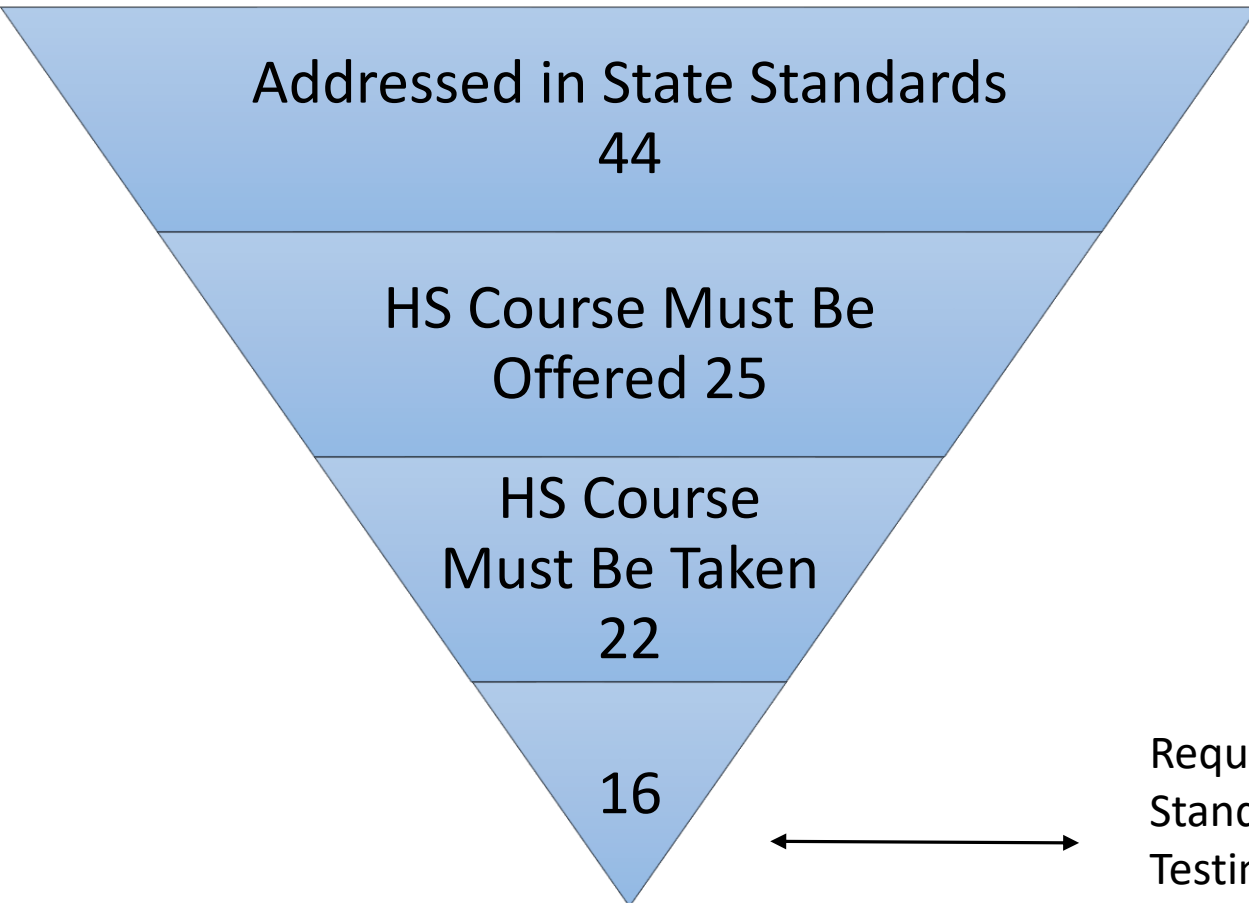 Addressed in State Standards
44
HS Course Must Be
Offered 25
HS Course
Must Be Taken
22
16